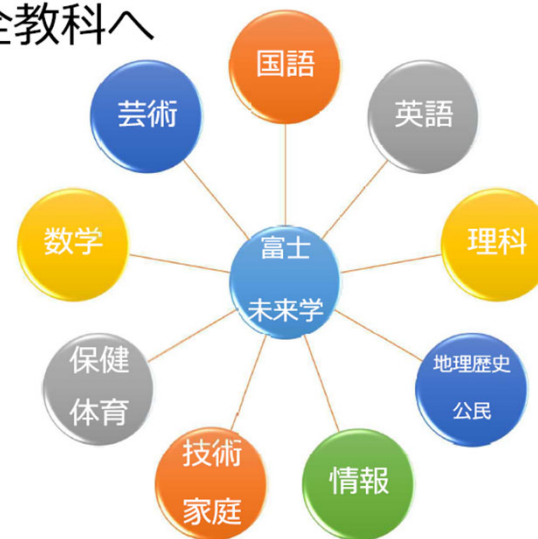 全教科へ
国語
芸術
英語
数学
富士
未来学
理科
保健
体育
地理歴史
公民
技術
家庭
情報